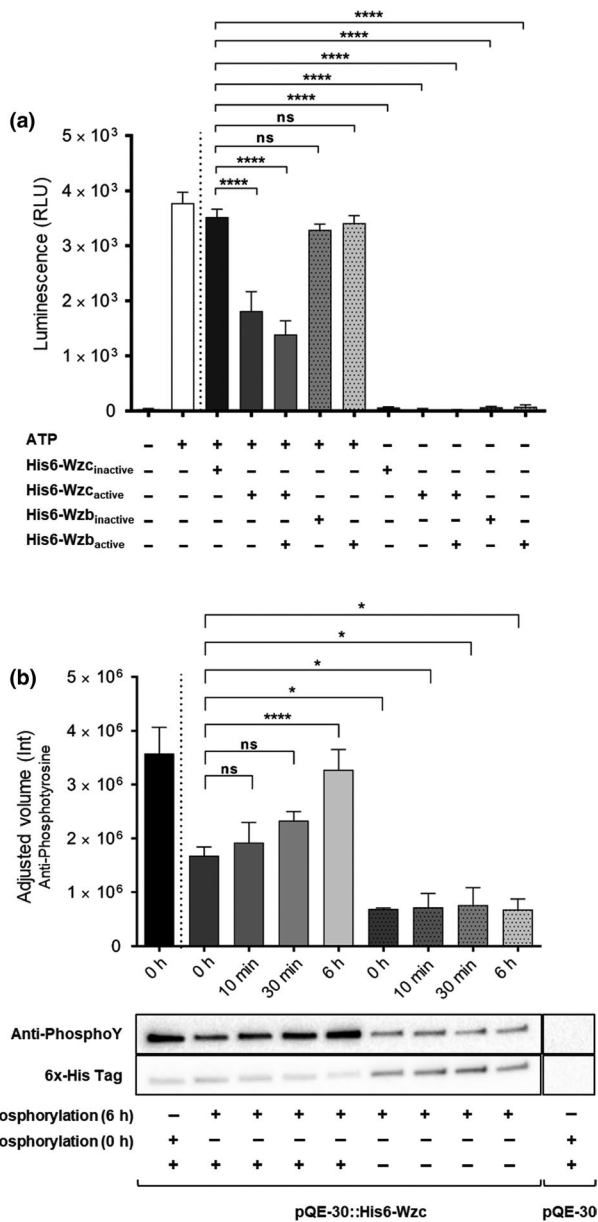 (a)
****
****
****
****
****
ns
ns
****
****
Luminescence (RLU)
5 × 10³
4 × 10³
3 × 10³
2 × 10³
1 × 10³
0
ATP – + + + + + + – – – – –
His6-Wzcinactive – – + – – – – + – – – –
His6-Wzcactive – – – + + – – – + + – –
His6-Wzbinactive – – – – – + – – – – + –
His6-Wzbactive – – – – + – + – – + – +
(b)
*
*
*
*
****
ns
ns
Adjusted volume (Int)
Anti-Phosphotyrosine
5 × 10⁶
4 × 10⁶
3 × 10⁶
2 × 10⁶
1 × 10⁶
0
0 h 0 h 10 min 30 min 6 h 0 h 10 min 30 min 6 h
Anti-PhosphoY
6x-His Tag
osphorylation (6 h) – + + + + + + + + –
osphorylation (0 h) + – – – – – – – – +
+ + + + + – – – – +
pQE-30::His6-Wzc pQE-30